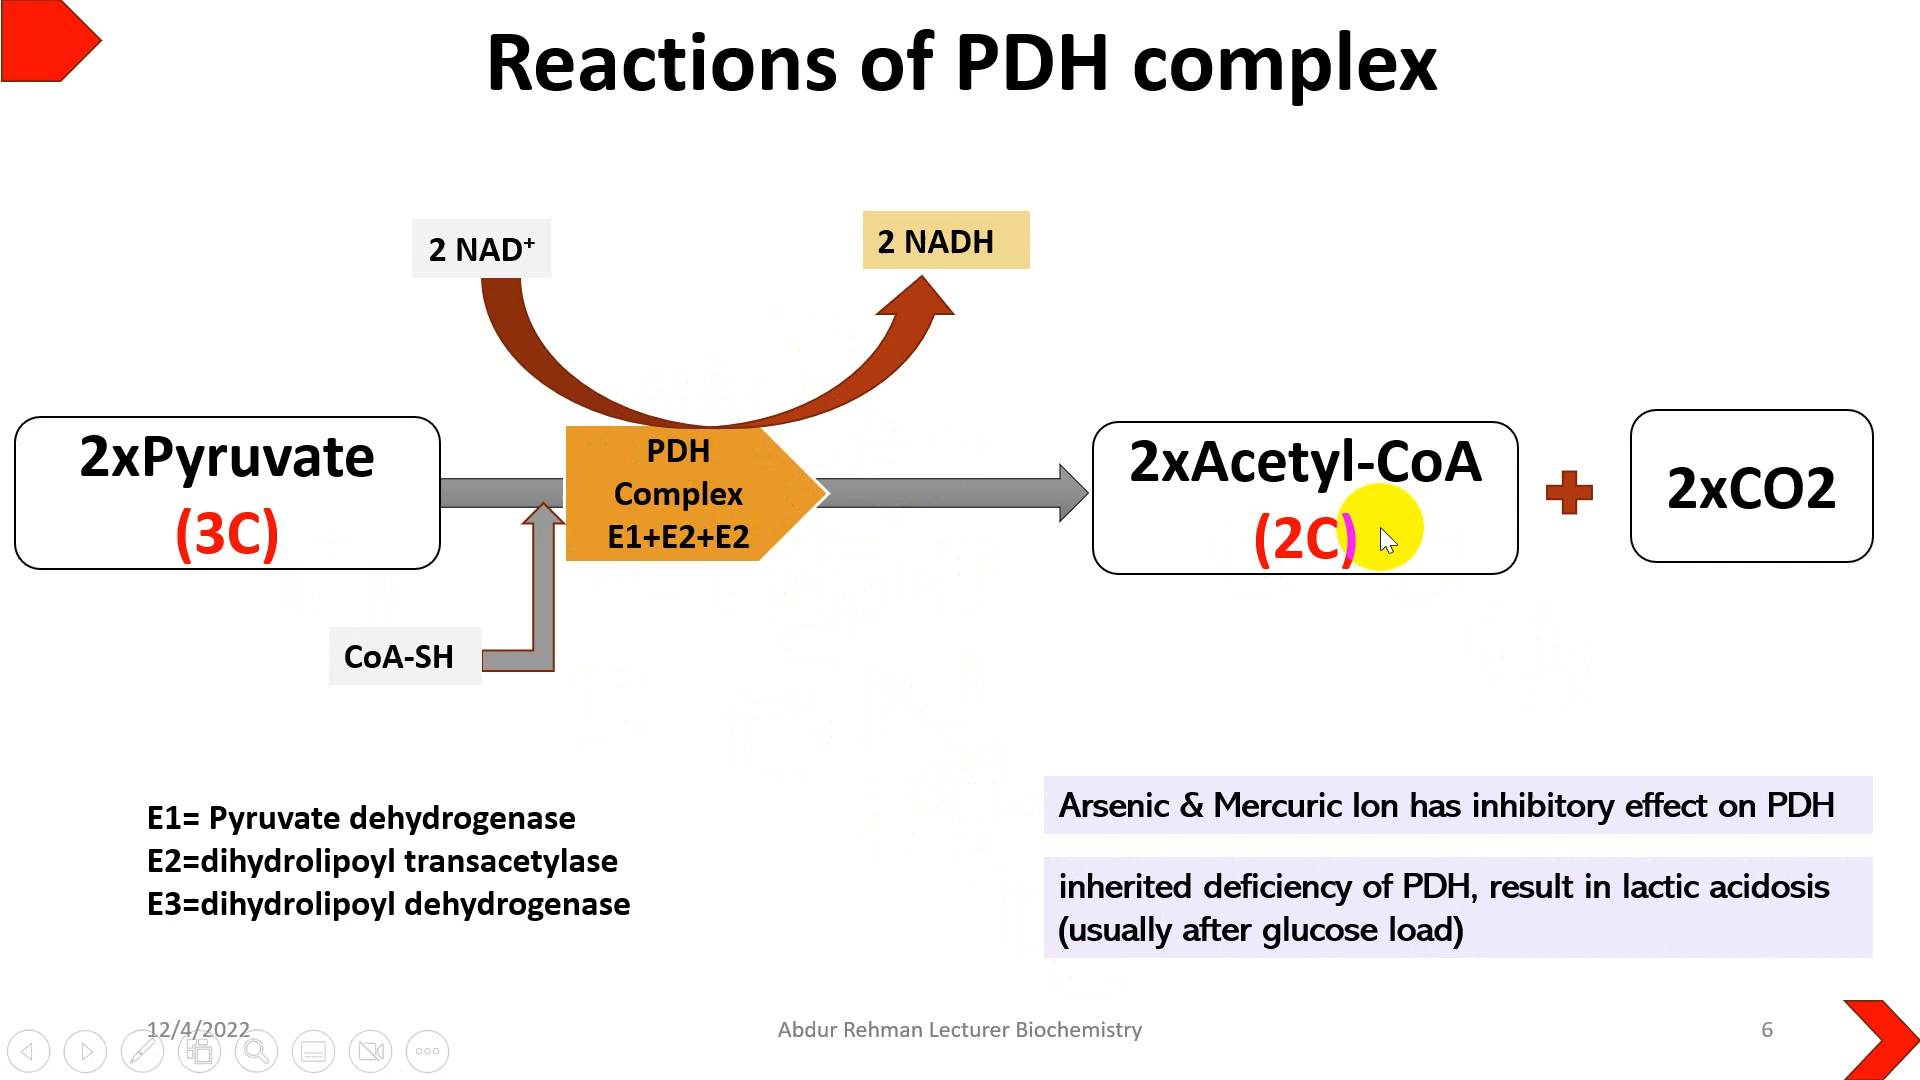 Reactions of PDH complex
2 NAD⁺
2 NADH
2xPyruvate
(3C)
PDH
Complex
E1+E2+E2
2xAcetyl-CoA
(2C)
2xCO2
CoA-SH
E1= Pyruvate dehydrogenase
E2=dihydrolipoyl transacetylase
E3=dihydrolipoyl dehydrogenase
Arsenic & Mercuric Ion has inhibitory effect on PDH
inherited deficiency of PDH, result in lactic acidosis
(usually after glucose load)
12/4/2022
Abdur Rehman Lecturer Biochemistry
6